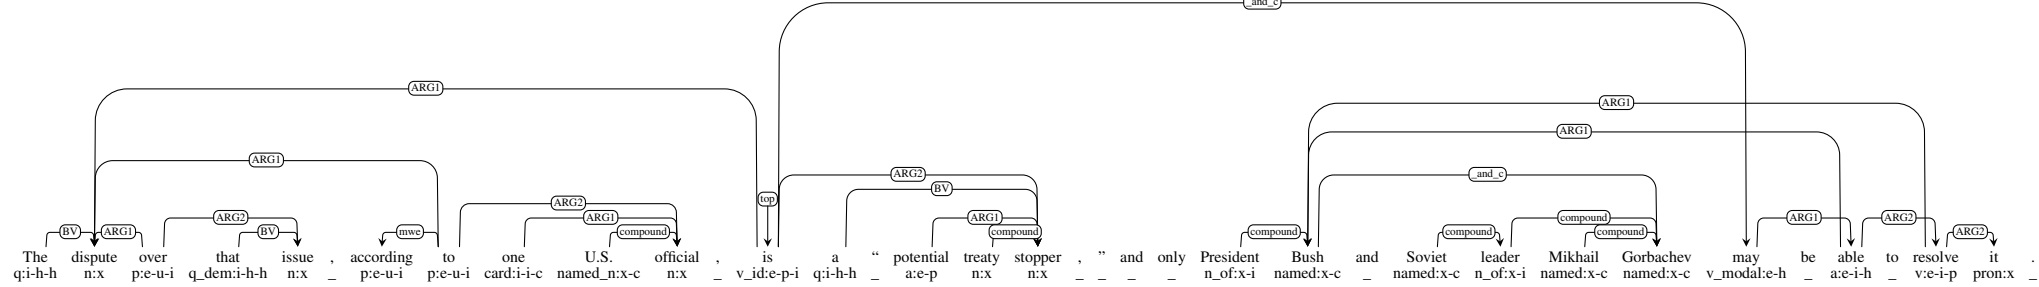 _and_c
ARG1 ARG1
ARG1
ARG1 ARG2 _and_c
BV
top
ARG2
ARG2 ARG1 ARG1 compound ARG1 ARG2
BV ARG1 BV mwe compound compound compound compound compound ARG2
The dispute over that issue , according to one U.S. official , is a “ potential treaty stopper , ” and only President Bush and Soviet leader Mikhail Gorbachev may be able to resolve it .
q:i-h-h n:x p:e-u-i q_dem:i-h-h n:x _ p:e-u-i p:e-u-i card:i-i-c named_n:x-c n:x _ v_id:e-p-i q:i-h-h _ a:e-p n:x n:x _ _ _ _ n_of:x-i named:x-c _ named:x-c n_of:x-i named:x-c named:x-c v_modal:e-h _ a:e-i-h _ v:e-i-p pron:x _